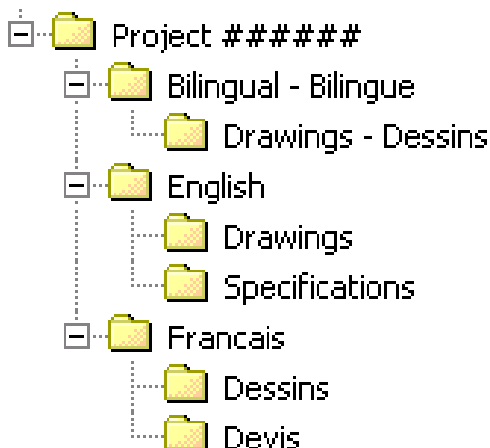 Project ######
Bilingual - Bilingue
Drawings - Dessins
English
Drawings
Specifications
Francais
Dessins
Devis